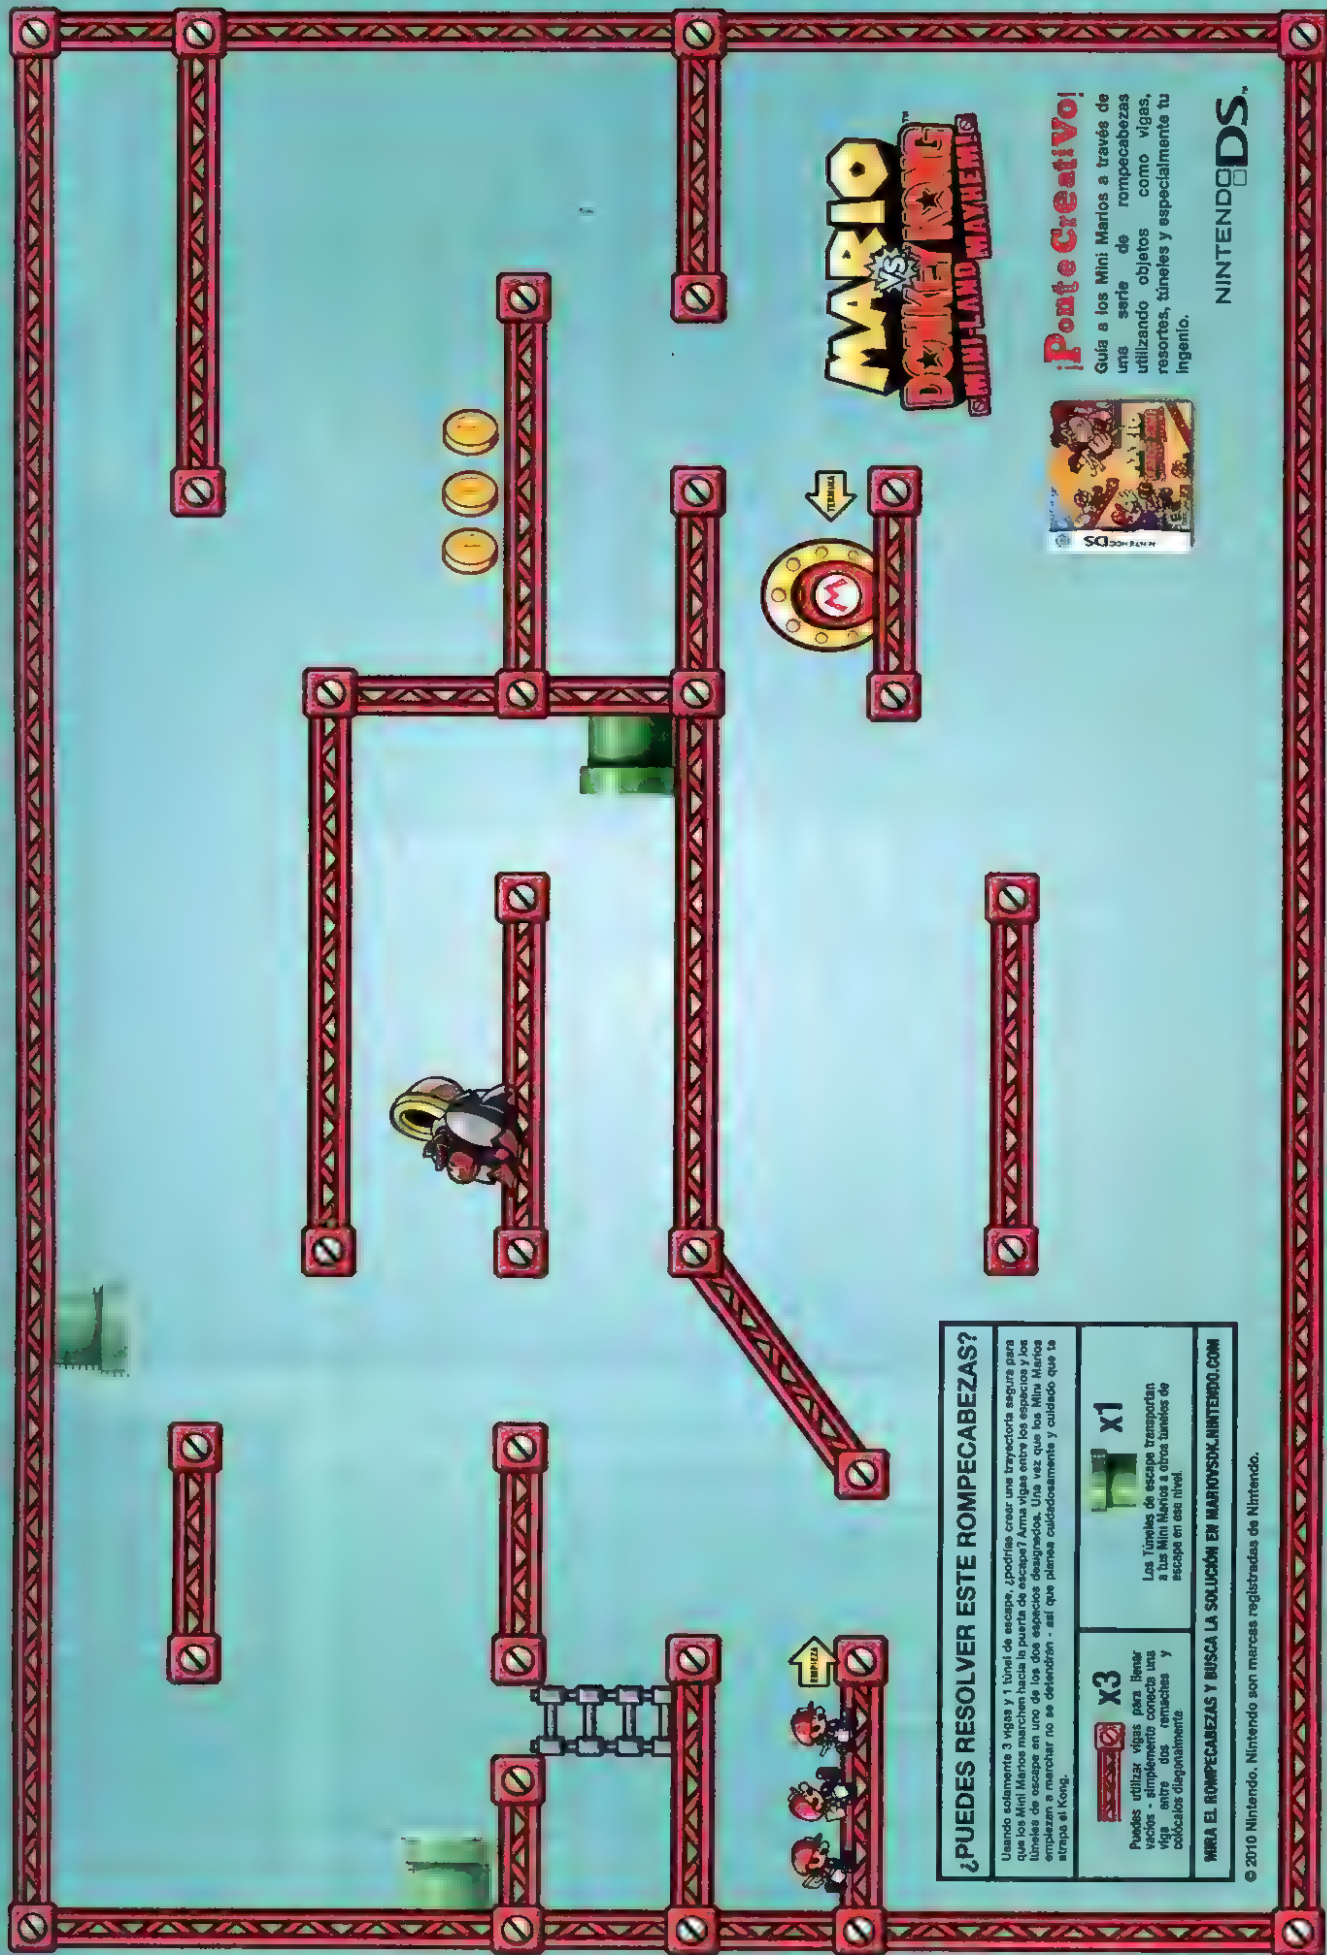 EMPIEZA
TERMINA
MARIO
VS
DONKEY KONG™
MINI-LAND MAYHEM!
¡Ponte Creativo!
Guía a los Mini Marios a través de
una serie de rompecabezas
utilizando objetos como vigas,
resortes, túneles y especialmente tu
ingenio.
NINTENDO DS™
¿PUEDES RESOLVER ESTE ROMPECABEZAS?
Usando solamente 3 vigas y 1 túnel de escape, ¿podrías crear una trayectoria segura para
que los Mini Marios marchen hacia la puerta de escape? Arma vigas entre los espacios y los
túneles de escape en uno de los dos espacios designados. Una vez que los Mini Marios
empiezan a marchar no se detendrán - así que planea cuidadosamente y cuidado que te
atrapa el Kong.
x3
Puedes utilizar vigas para llenar
vacíos - simplemente conecta una
viga entre dos remaches y
colócalos diagonalmente
x1
Los Túneles de escape transportan
a tus Mini Marios a otros túneles de
escape en ese nivel.
MIRA EL ROMPECABEZAS Y BUSCA LA SOLUCIÓN EN MARIOVSDK.NINTENDO.COM
© 2010 Nintendo. Nintendo son marcas registradas de Nintendo.